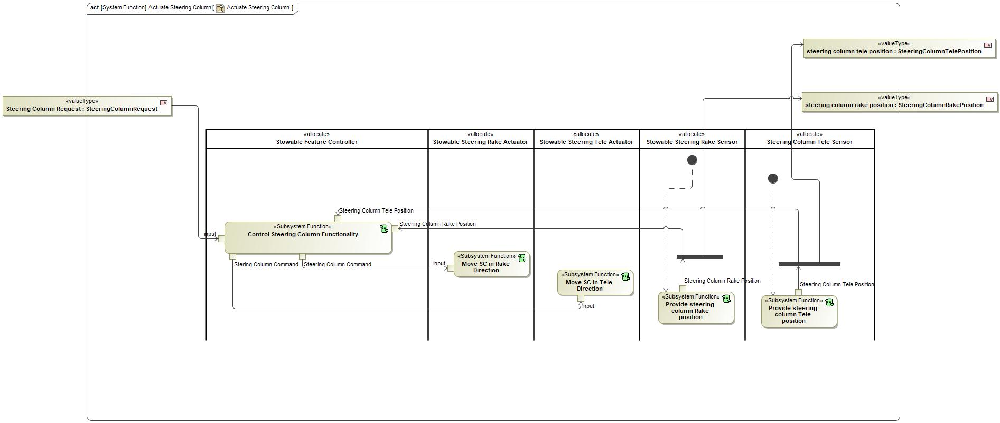 act [System Function] Actuate Steering Column [ Actuate Steering Column ]
«valueType»
steering column tele position : SteeringColumnTelePosition
V
«valueType»
Steering Column Request : SteeringColumnRequest
V
«valueType»
steering column rake position : SteeringColumnRakePosition
V
«allocate»
Stowable Feature Controller
«allocate»
Stowable Steering Rake Actuator
«allocate»
Stowable Steering Tele Actuator
«allocate»
Stowable Steering Rake Sensor
«allocate»
Steering Column Tele Sensor
Steering Column Tele Position
Steering Column Rake Position
input
«Subsystem Function»
Control Steering Column Functionality
Stering Column Command
Steering Column Command
input
«Subsystem Function»
Move SC in Rake
Direction
«Subsystem Function»
Move SC in Tele
Direction
input
Steering Column Rake Position
«Subsystem Function»
Provide steering
column Rake
position
Steering Column Tele Position
«Subsystem Function»
Provide steering
column Tele
position